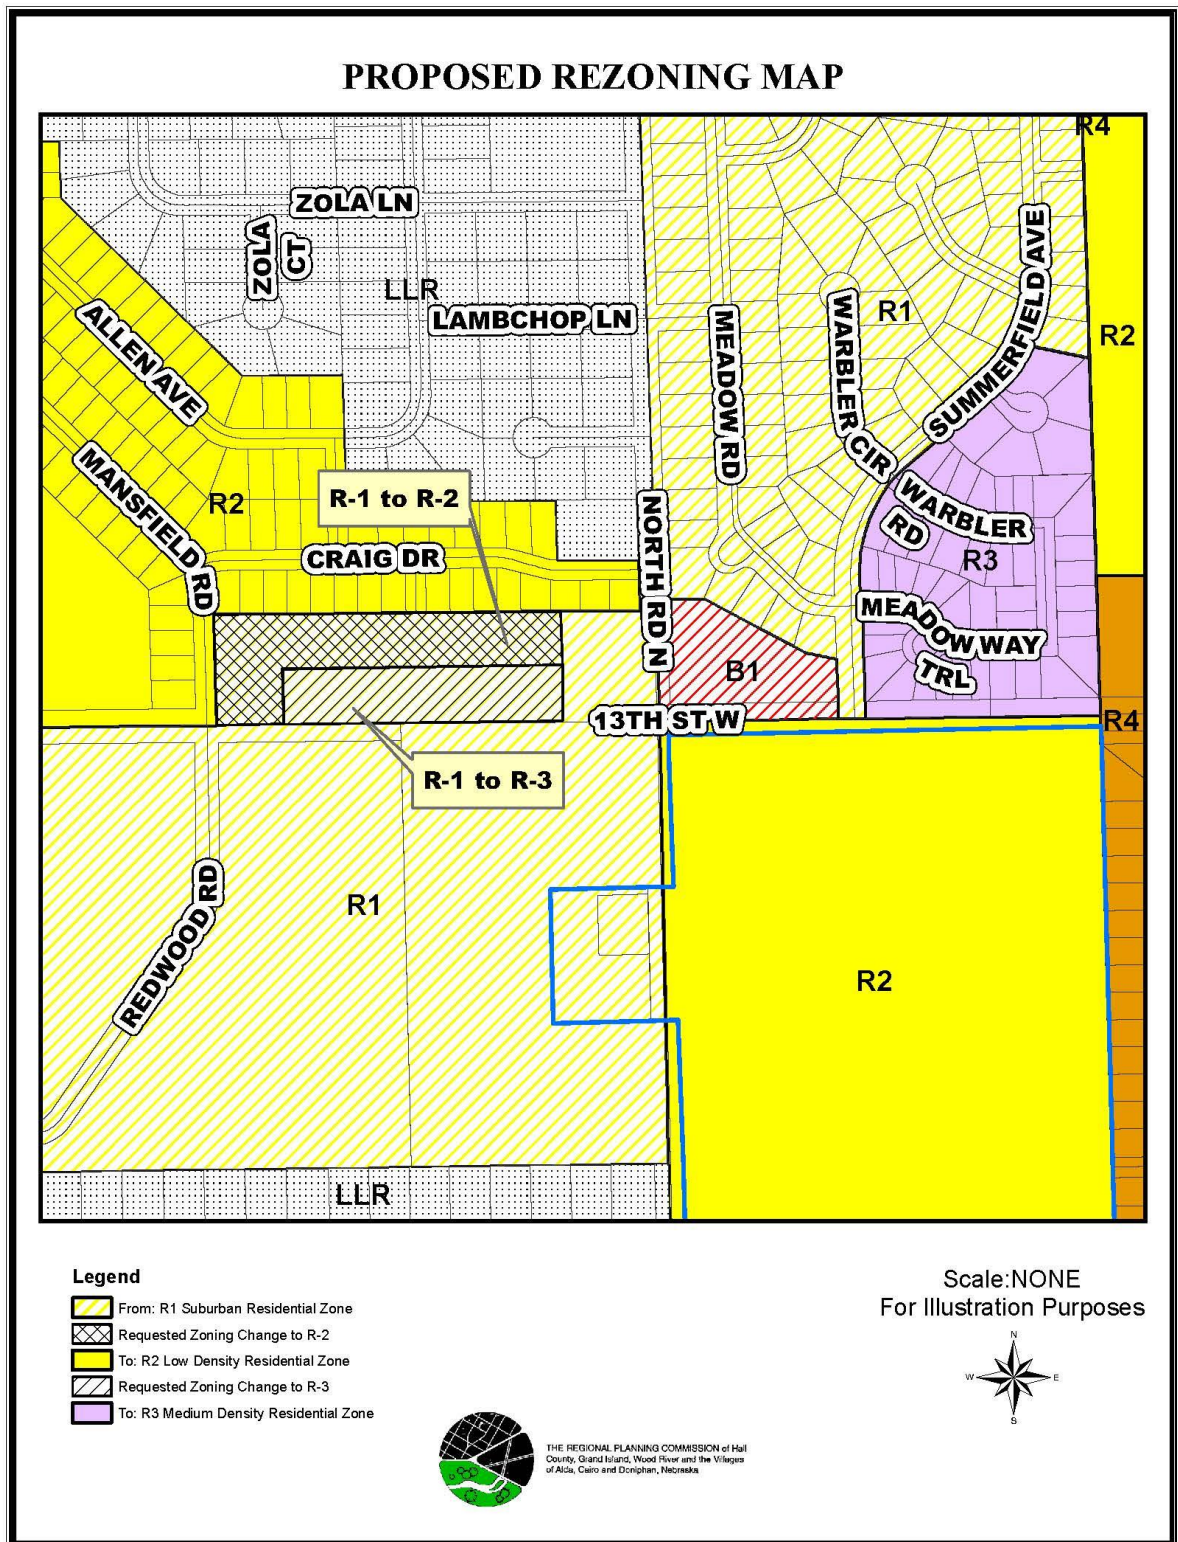 PROPOSED REZONING MAP
R4
ZOLA LN
ZOLA
CT
LLR
LAMBCHOP LN
ALLEN AVE
MEADOW RD
WARBLER
CIR
R1
SUMMERFIELD AVE
R2
MANSFIELD RD
R2
R-1 to R-2
CRAIG DR
NORTH RD N
WARBLER
RD
R3
MEADOW WAY
TRL
B1
13TH ST W
R4
R-1 to R-3
REDWOOD RD
R1
R2
LLR
Legend
From: R1 Suburban Residential Zone
Requested Zoning Change to R-2
To: R2 Low Density Residential Zone
Requested Zoning Change to R-3
To: R3 Medium Density Residential Zone
Scale:NONE
For Illustration Purposes
N
W
E
S
THE REGIONAL PLANNING COMMISSION of Hall
County, Grand Island, Wood River and the Villages
of Alda, Cairo and Doniphan, Nebraska